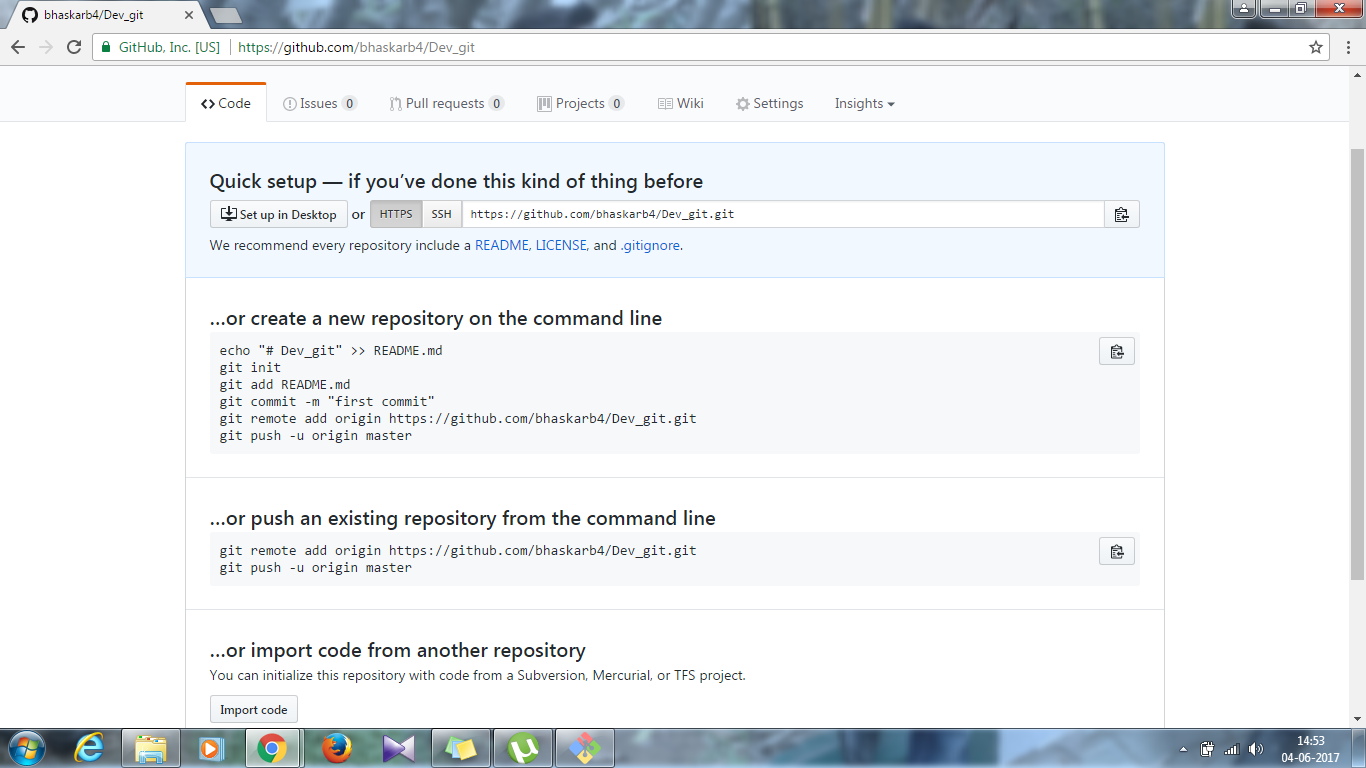 bhaskarb4/Dev_git
GitHub, Inc. [US] https://github.com/bhaskarb4/Dev_git
Code Issues 0 Pull requests 0 Projects 0 Wiki Settings Insights
Quick setup — if you’ve done this kind of thing before
Set up in Desktop or HTTPS SSH https://github.com/bhaskarb4/Dev_git.git
We recommend every repository include a README, LICENSE, and .gitignore.
…or create a new repository on the command line
echo "# Dev_git" >> README.md
git init
git add README.md
git commit -m "first commit"
git remote add origin https://github.com/bhaskarb4/Dev_git.git
git push -u origin master
…or push an existing repository from the command line
git remote add origin https://github.com/bhaskarb4/Dev_git.git
git push -u origin master
…or import code from another repository
You can initialize this repository with code from a Subversion, Mercurial, or TFS project.
Import code
14:53
04-06-2017